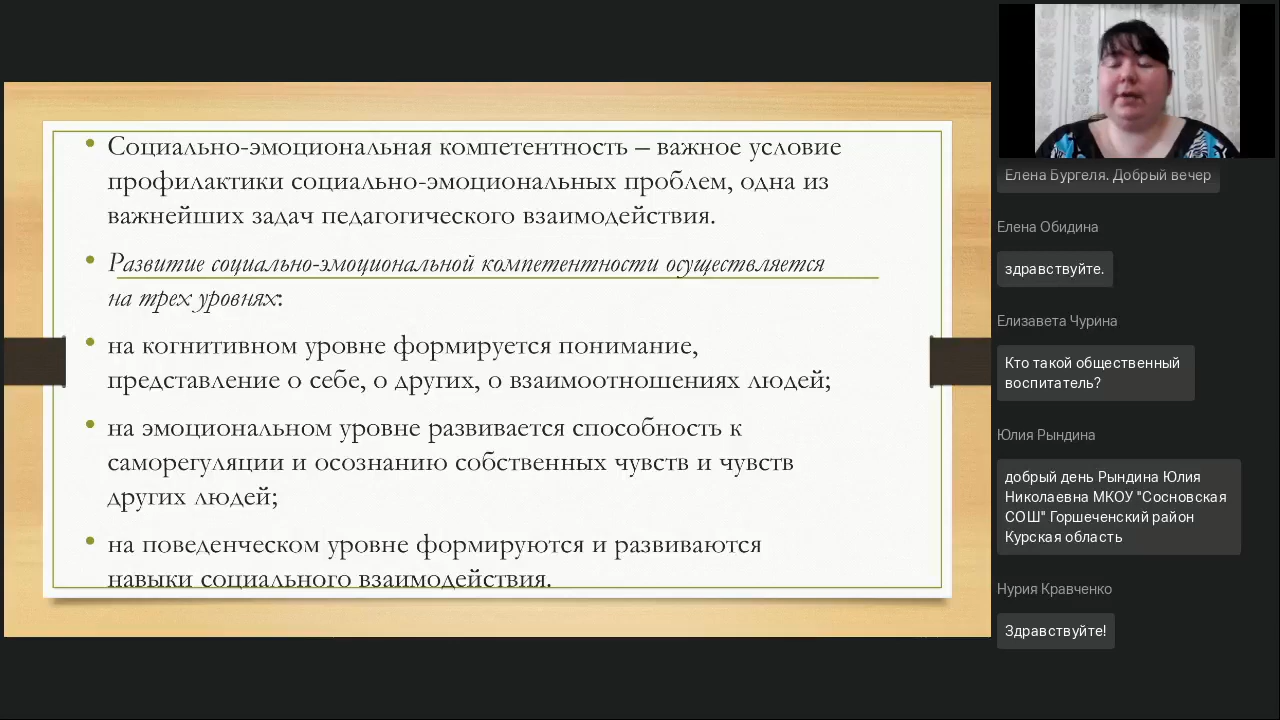 • Социально-эмоциональная компетентность – важное условие
профилактики социально-эмоциональных проблем, одна из
важнейших задач педагогического взаимодействия.
• Развитие социально-эмоциональной компетентности осуществляется
на трех уровнях:
• на когнитивном уровне формируется понимание,
представление о себе, о других, о взаимоотношениях людей;
• на эмоциональном уровне развивается способность к
саморегуляции и осознанию собственных чувств и чувств
других людей;
• на поведенческом уровне формируются и развиваются
навыки социального взаимодействия.
Елена Бургеля. Добрый вечер
Елена Обидина
здравствуйте.
Елизавета Чурина
Кто такой общественный
воспитатель?
Юлия Рындина
добрый день Рындина Юлия
Николаевна МКОУ "Сосновская
СОШ" Горшеченский район
Курская область
Нурия Кравченко
Здравствуйте!